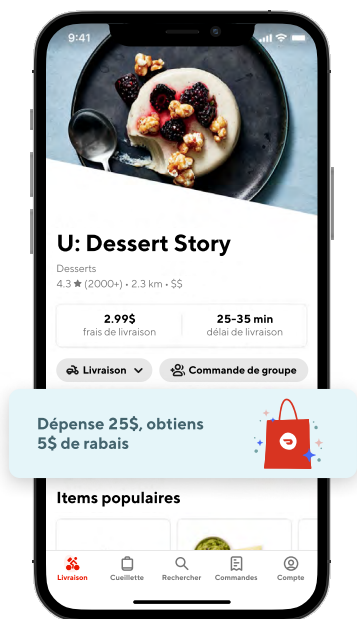 9:41
U: Dessert Story
Desserts
4.3 ★ (2000+) • 2.3 km • $$
2.99$
frais de livraison
25-35 min
délai de livraison
Livraison
Commande de groupe
Dépense 25$, obtiens
5$ de rabais
Items populaires
Livraison
Cueillette
Rechercher
Commandes
Compte